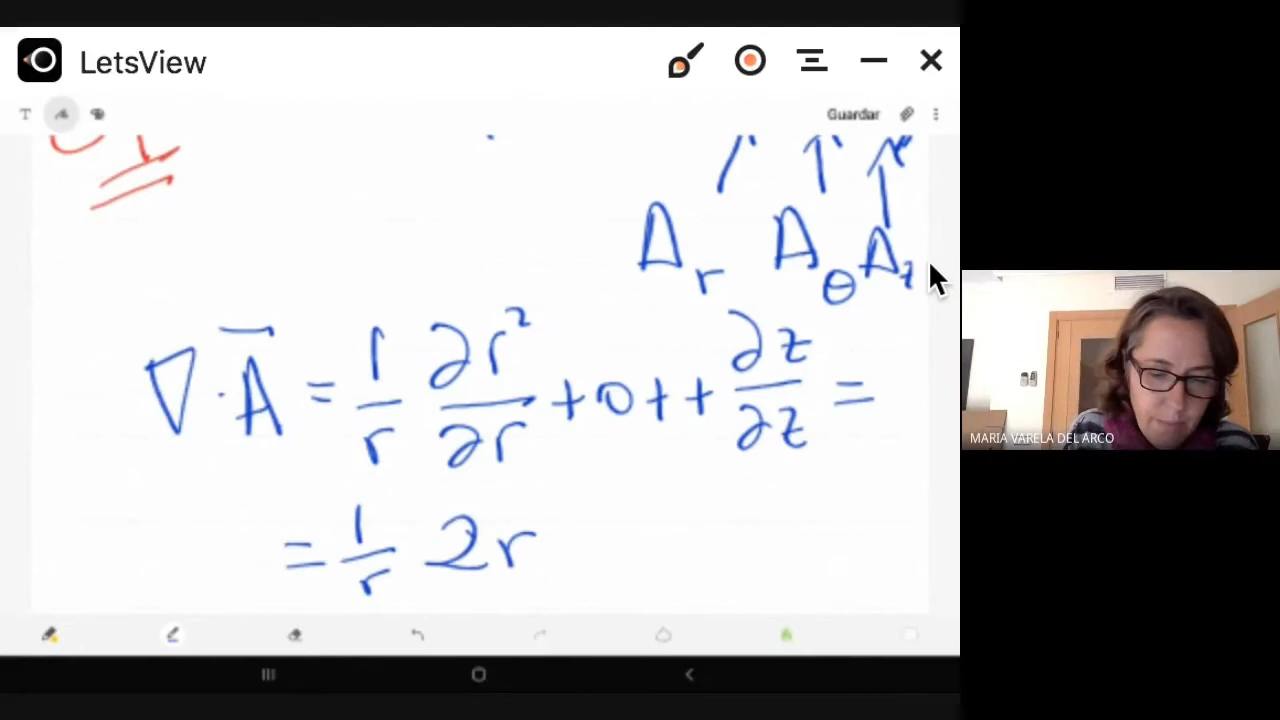 LetsView
T
Guardar
A_r A_θ A_z
∇ · A̅ = 1/r ∂r²/∂r + 0 + + ∂z/∂z =
= 1/r 2r
MARIA VARELA DEL ARCO